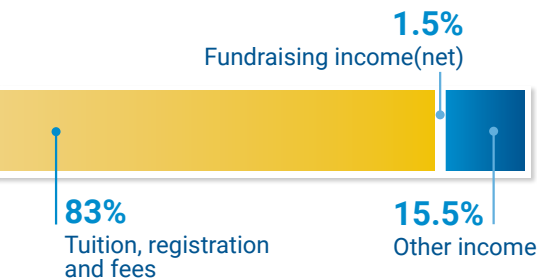 1.5%
Fundraising income(net)
83%
Tuition, registration
and fees
15.5%
Other income